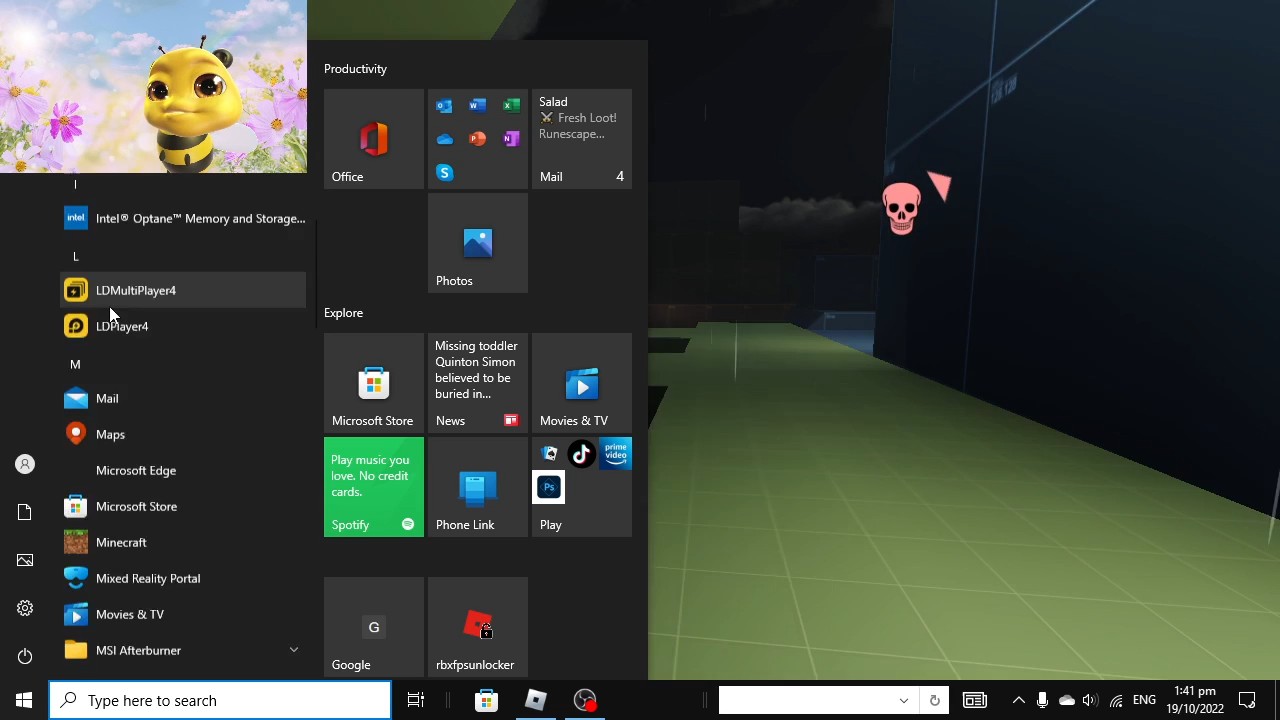 I
intel
Intel® Optane™ Memory and Storage...
L
LDMultiPlayer4
LDPlayer4
M
Mail
Maps
Microsoft Edge
Microsoft Store
Minecraft
Mixed Reality Portal
Movies & TV
MSI Afterburner
Productivity
Office
Salad
Fresh Loot!
Runescape...
Mail 4
Photos
Explore
Microsoft Store
Missing toddler
Quinton Simon
believed to be
buried in...
News
Movies & TV
Play music you
love. No credit
cards.
Spotify
Phone Link
prime
video
Ps
Play
G
Google
rbxfpsunlocker
Type here to search
ENG
1:41 pm
19/10/2022